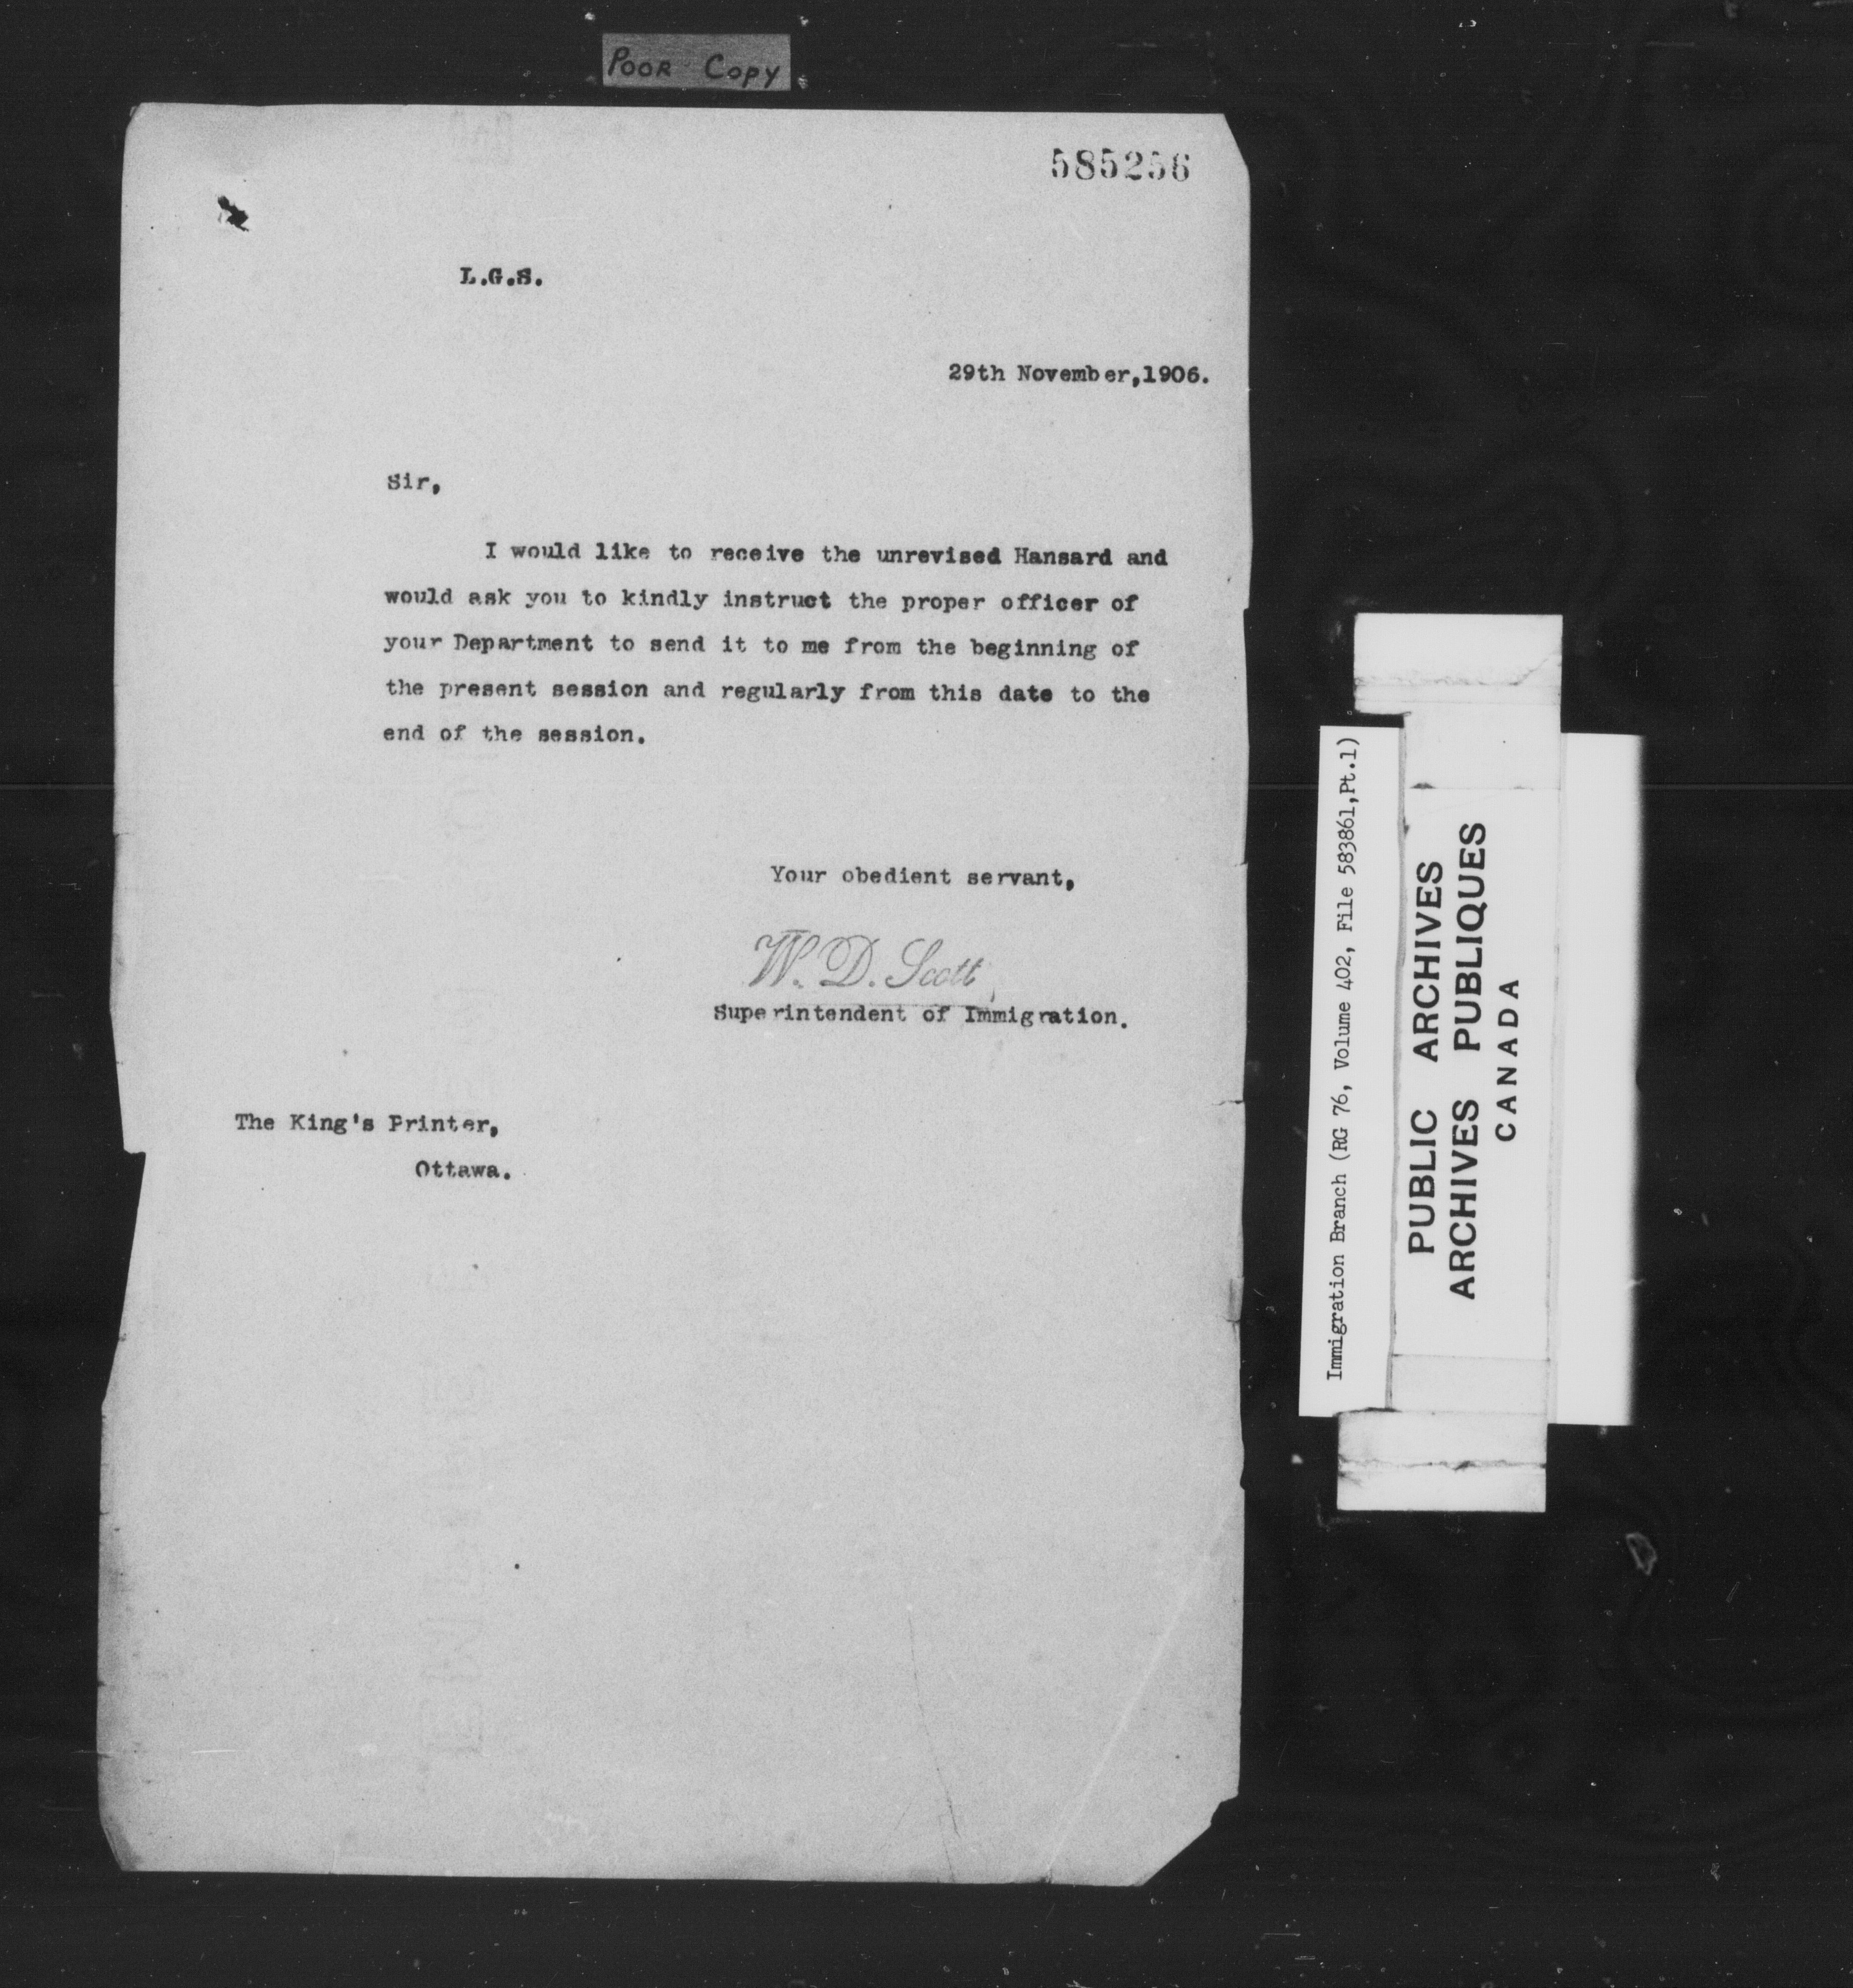 POOR COPY
585256
L.G.S.
29th November,1906.
Sir,
I would like to receive the unrevised Hansard and
would ask you to kindly instruct the proper officer of
your Department to send it to me from the beginning of
the present session and regularly from this date to the
end of the session.
Your obedient servant,
W. D. Scott
Superintendent of Immigration.
The King's Printer,
Ottawa.
Immigration Branch (RG 76, Volume 402, File 583861,Pt.1)
PUBLIC ARCHIVES
ARCHIVES PUBLIQUES
CANADA